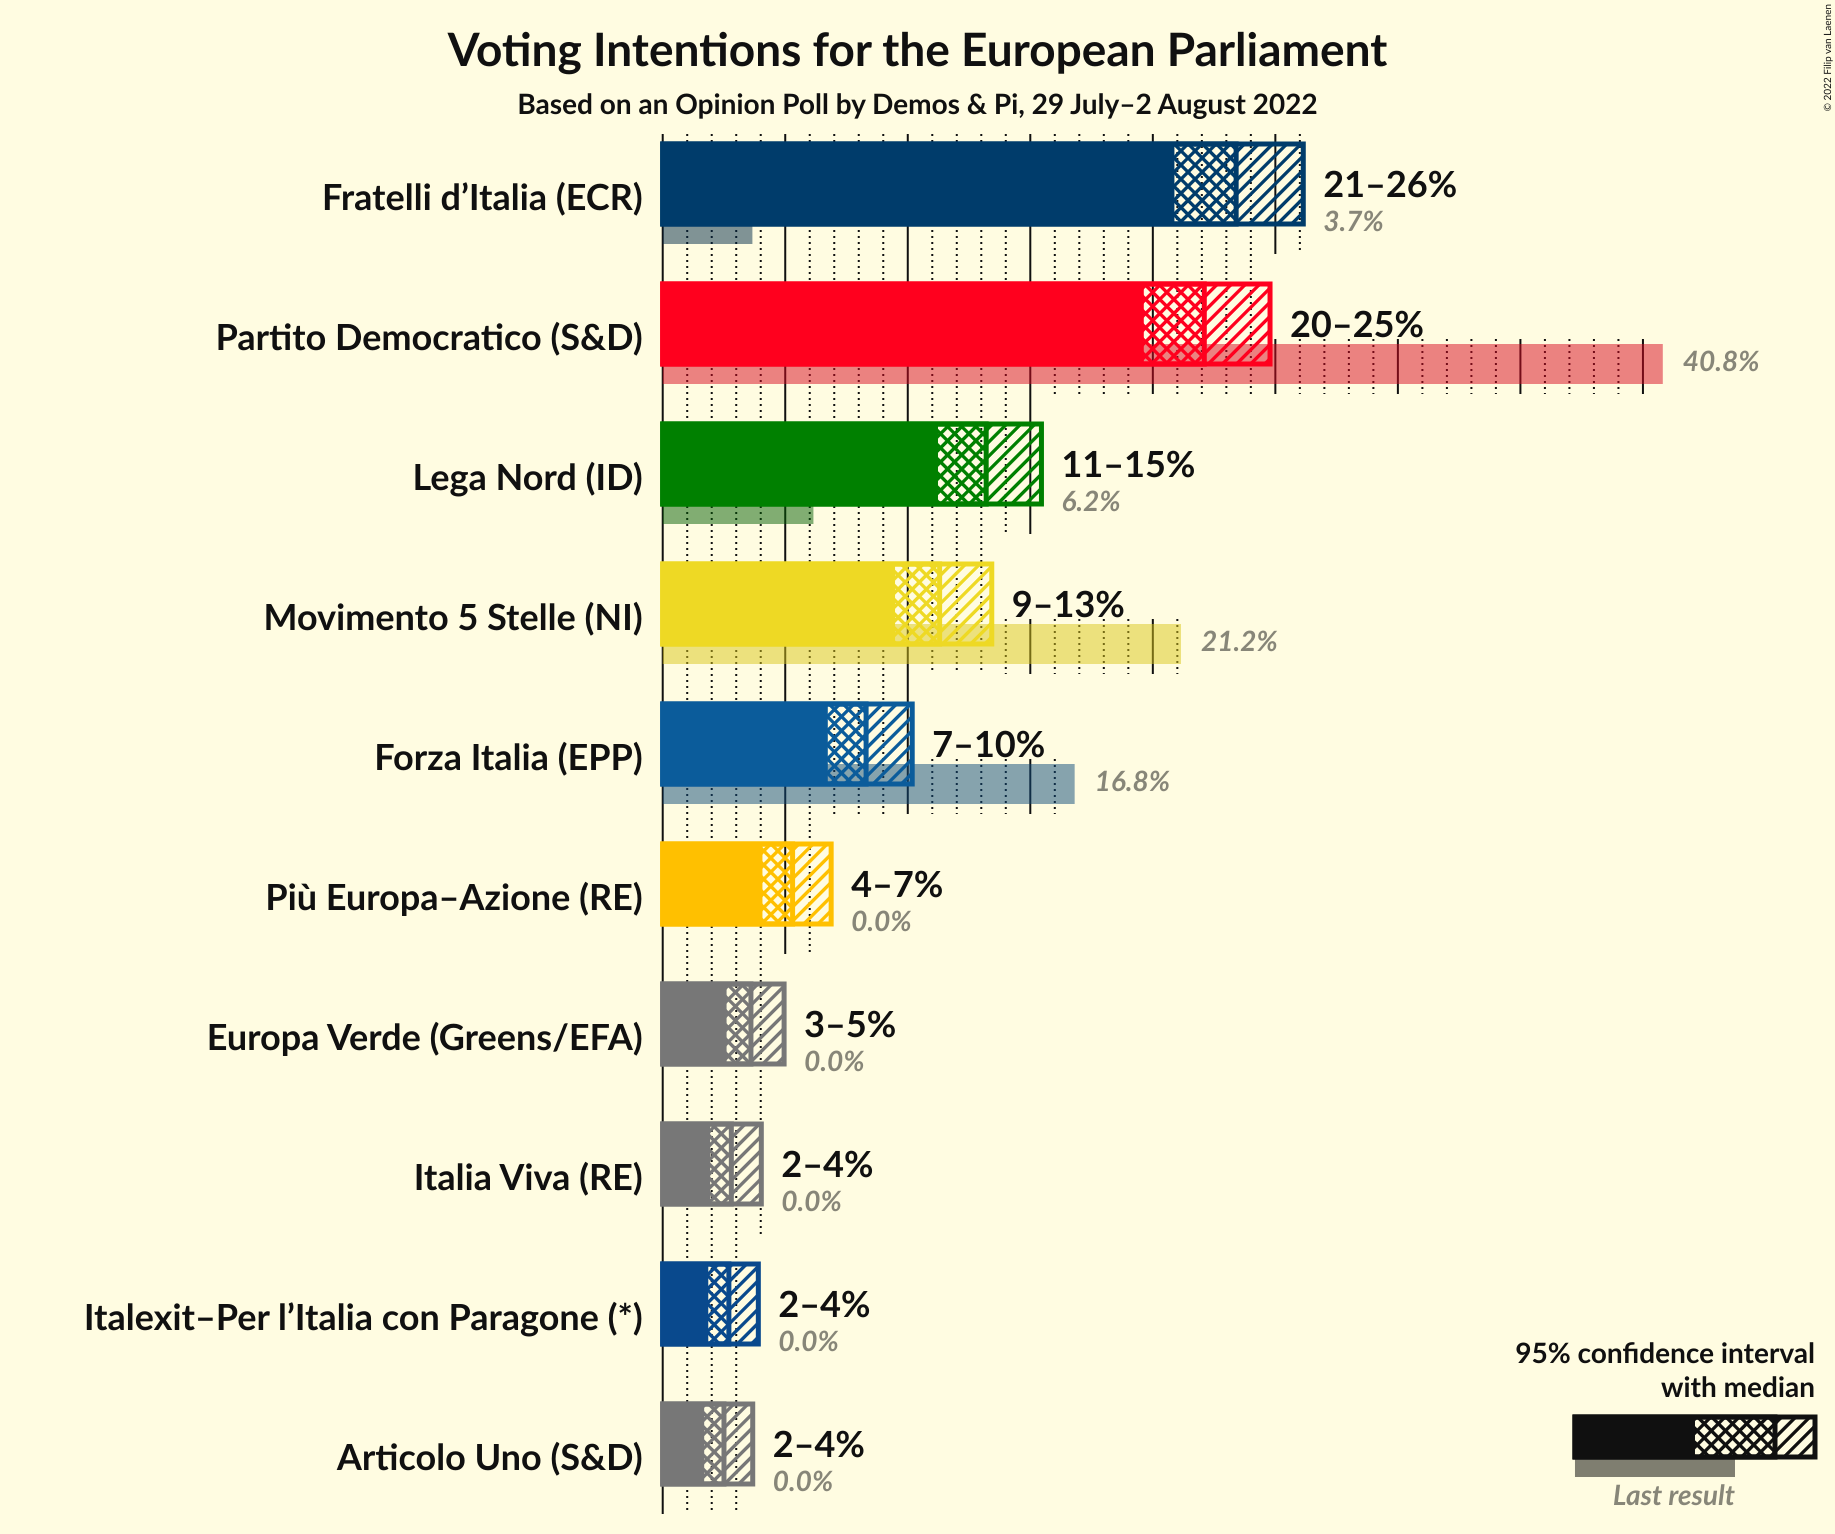 Voting Intentions for the European Parliament
Based on an Opinion Poll by Demos & Pi, 29 July–2 August 2022
© 2022 Filip van Laenen
Fratelli d’Italia (ECR)
21–26%
3.7%
Partito Democratico (S&D)
20–25%
40.8%
Lega Nord (ID)
11–15%
6.2%
Movimento 5 Stelle (NI)
9–13%
21.2%
Forza Italia (EPP)
7–10%
16.8%
Più Europa–Azione (RE)
4–7%
0.0%
Europa Verde (Greens/EFA)
3–5%
0.0%
Italia Viva (RE)
2–4%
0.0%
Italexit–Per l’Italia con Paragone (*)
2–4%
0.0%
Articolo Uno (S&D)
2–4%
0.0%
95% confidence interval
with median
Last result